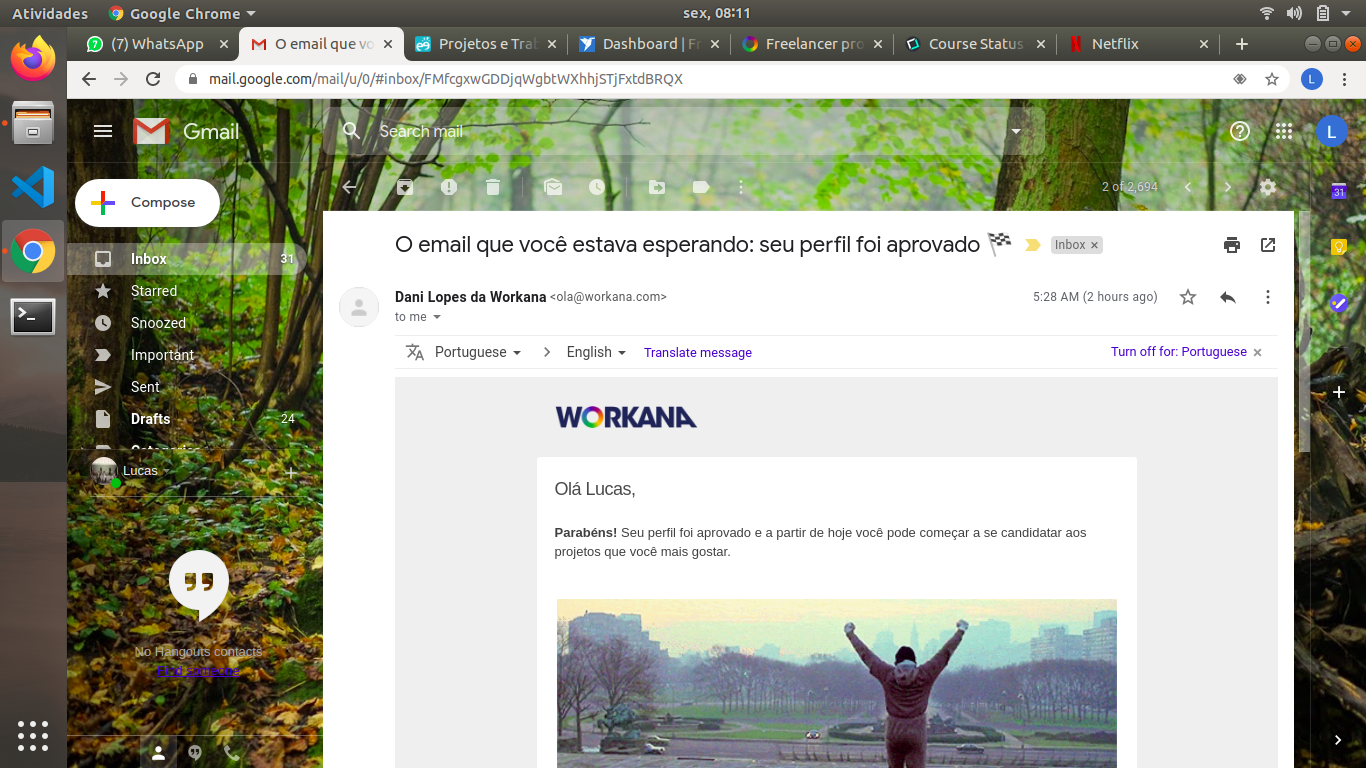 Atividades
Google Chrome
sex, 08:11
(7) WhatsApp
O email que vo
Projetos e Trab
Dashboard | Fr
Freelancer pro
Course Status
Netflix
mail.google.com/mail/u/0/#inbox/FMfcgxwGDDjqWgbtWXhhjSTjFxtdBRQX
L
Gmail
Search mail
L
Compose
2 of 2,694
31
O email que você estava esperando: seu perfil foi aprovado
Inbox
Inbox 31
Starred
Snoozed
Important
Sent
Drafts 24
Categories
Lucas
No Hangouts contacts
Find someone
Dani Lopes da Workana <ola@workana.com>
5:28 AM (2 hours ago)
to me
Portuguese
English
Translate message
Turn off for: Portuguese
WORKANA
Olá Lucas,
Parabéns! Seu perfil foi aprovado e a partir de hoje você pode começar a se candidatar aos
projetos que você mais gostar.